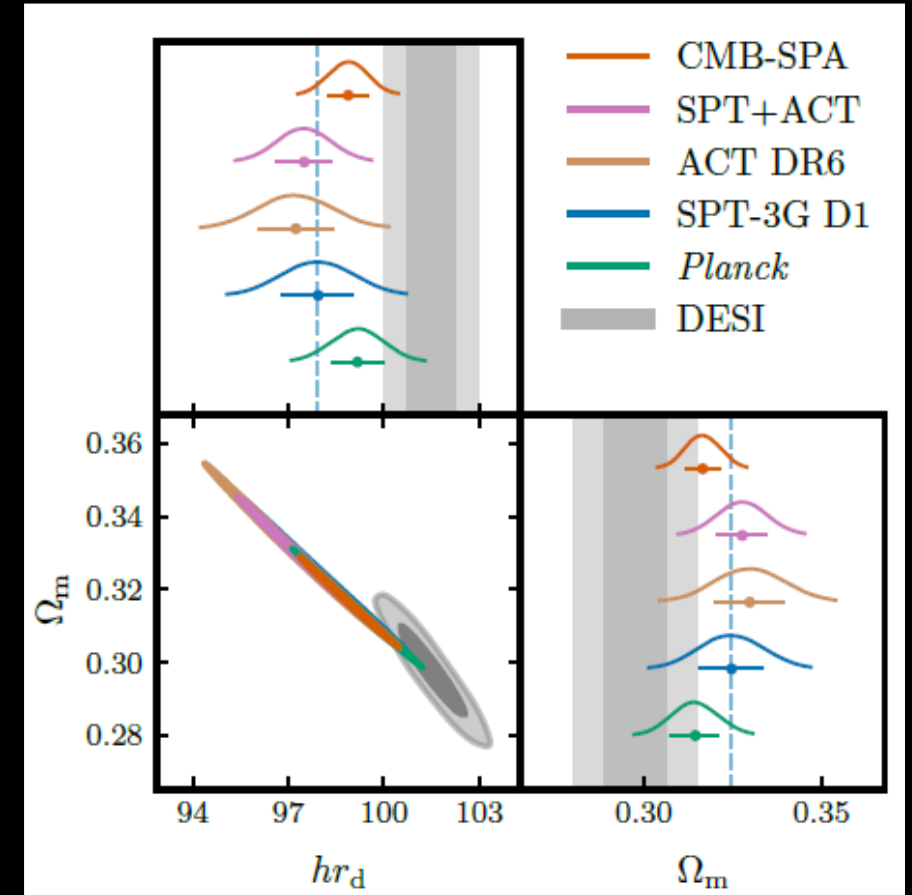 CMB-SPA
SPT+ACT
ACT DR6
SPT-3G D1
Planck
DESI
0.36
0.34
0.32
0.30
0.28
Ωm
94 97 100 103
hrd
0.30 0.35
Ωm